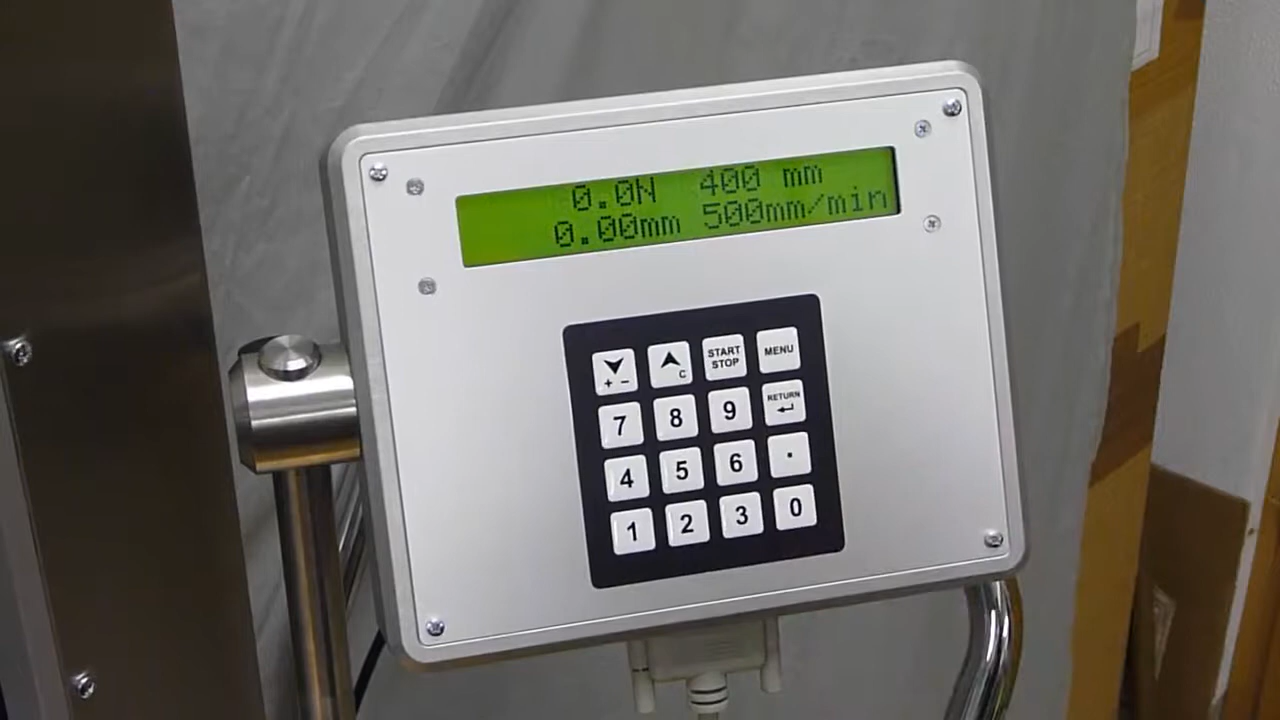 0.0N 400 mm
0.00mm 500mm/min
+ − C START STOP MENU
7 8 9 RETURN
4 5 6 .
1 2 3 0